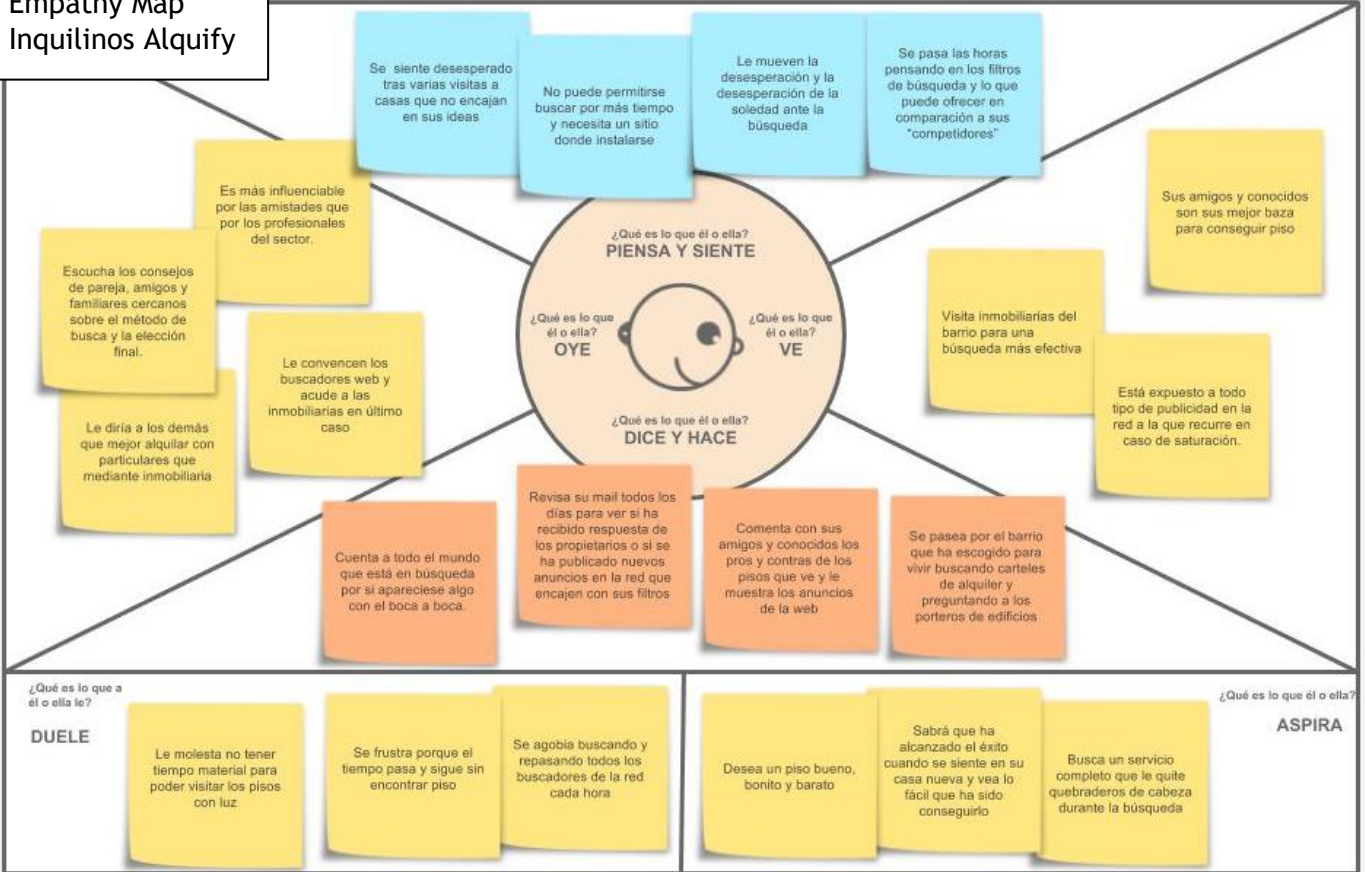 Empathy Map
Inquilinos Alquify
Se siente desesperado
tras varias visitas a
casas que no encajan
en sus ideas
No puede permitirse
buscar por más tiempo
y necesita un sitio
donde instalarse
Le mueven la
desesperación y la
desesperación de la
soledad ante la
búsqueda
Se pasa las horas
pensando en los filtros
de búsqueda y lo que
puede ofrecer en
comparación a sus
"competidores"
Es más influenciable
por las amistades que
por los profesionales
del sector.
Escucha los consejos
de pareja, amigos y
familiares cercanos
sobre el método de
busca y la elección
final.
Le convencen los
buscadores web y
acude a las
inmobiliarias en último
caso
Le diría a los demás
que mejor alquilar con
particulares que
mediante inmobiliaria
¿Qué es lo que él o ella?
PIENSA Y SIENTE
¿Qué es lo que
él o ella?
OYE
¿Qué es lo que
él o ella?
VE
¿Qué es lo que él o ella?
DICE Y HACE
Sus amigos y conocidos
son sus mejor baza
para conseguir piso
Visita inmobiliarias del
barrio para una
búsqueda más efectiva
Está expuesto a todo
tipo de publicidad en la
red a la que recurre en
caso de saturación.
Cuenta a todo el mundo
que está en búsqueda
por si apareciese algo
con el boca a boca.
Revisa su mail todos los
días para ver si ha
recibido respuesta de
los propietarios o si se
ha publicado nuevos
anuncios en la red que
encajen con sus filtros
Comenta con sus
amigos y conocidos los
pros y contras de los
pisos que ve y le
muestra los anuncios
de la web
Se pasea por el barrio
que ha escogido para
vivir buscando carteles
de alquiler y
preguntando a los
porteros de edificios
¿Qué es lo que a
él o ella le?
DUELE
Le molesta no tener
tiempo material para
poder visitar los pisos
con luz
Se frustra porque el
tiempo pasa y sigue sin
encontrar piso
Se agobia buscando y
repasando todos los
buscadores de la red
cada hora
Desea un piso bueno,
bonito y barato
Sabrá que ha
alcanzado el éxito
cuando se siente en su
casa nueva y vea lo
fácil que ha sido
conseguirlo
Busca un servicio
completo que le quite
quebraderos de cabeza
durante la búsqueda
¿Qué es lo que él o ella?
ASPIRA